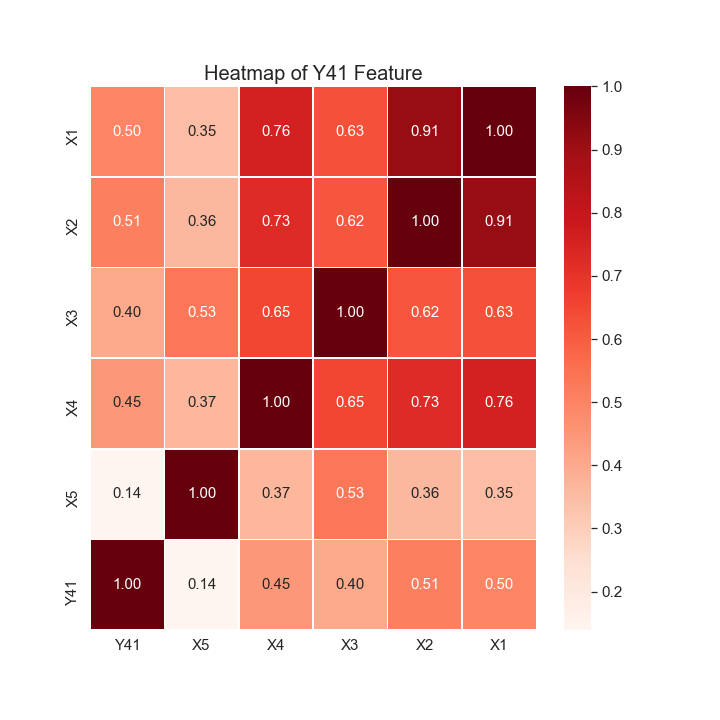 Heatmap of Y41 Feature
X1 0.50 0.35 0.76 0.63 0.91 1.00
X2 0.51 0.36 0.73 0.62 1.00 0.91
X3 0.40 0.53 0.65 1.00 0.62 0.63
X4 0.45 0.37 1.00 0.65 0.73 0.76
X5 0.14 1.00 0.37 0.53 0.36 0.35
Y41 1.00 0.14 0.45 0.40 0.51 0.50
Y41 X5 X4 X3 X2 X1
1.0
0.9
0.8
0.7
0.6
0.5
0.4
0.3
0.2